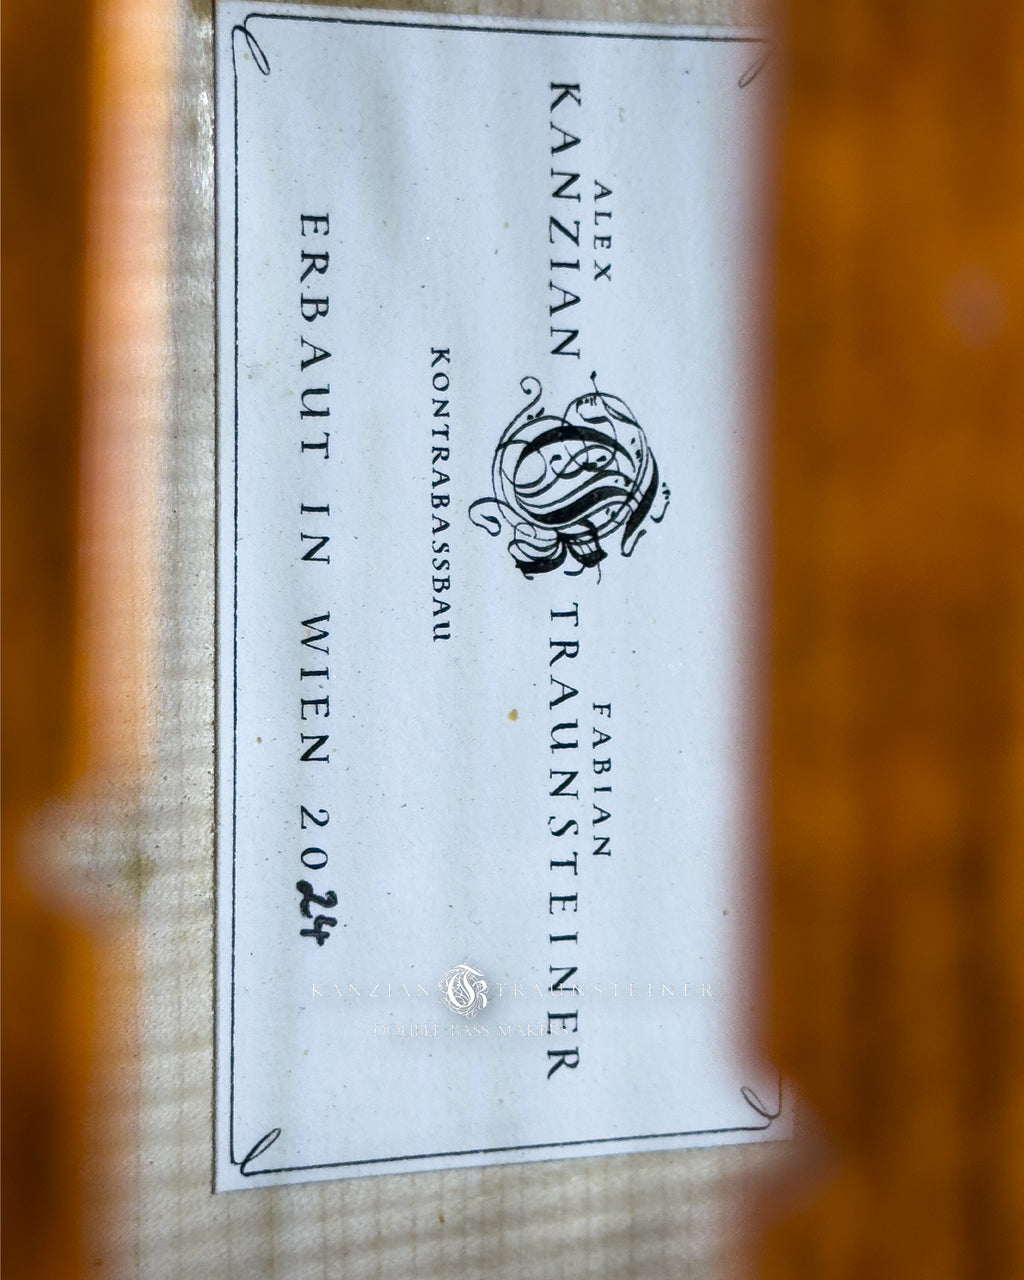 ALEX FABIAN
KANZIAN TRAUNSTEINER
KONTRABASSBAU
ERBAUT IN WIEN 2024
KANZIAN TRAUNSTEINER
DOUBLE BASS MAKERS